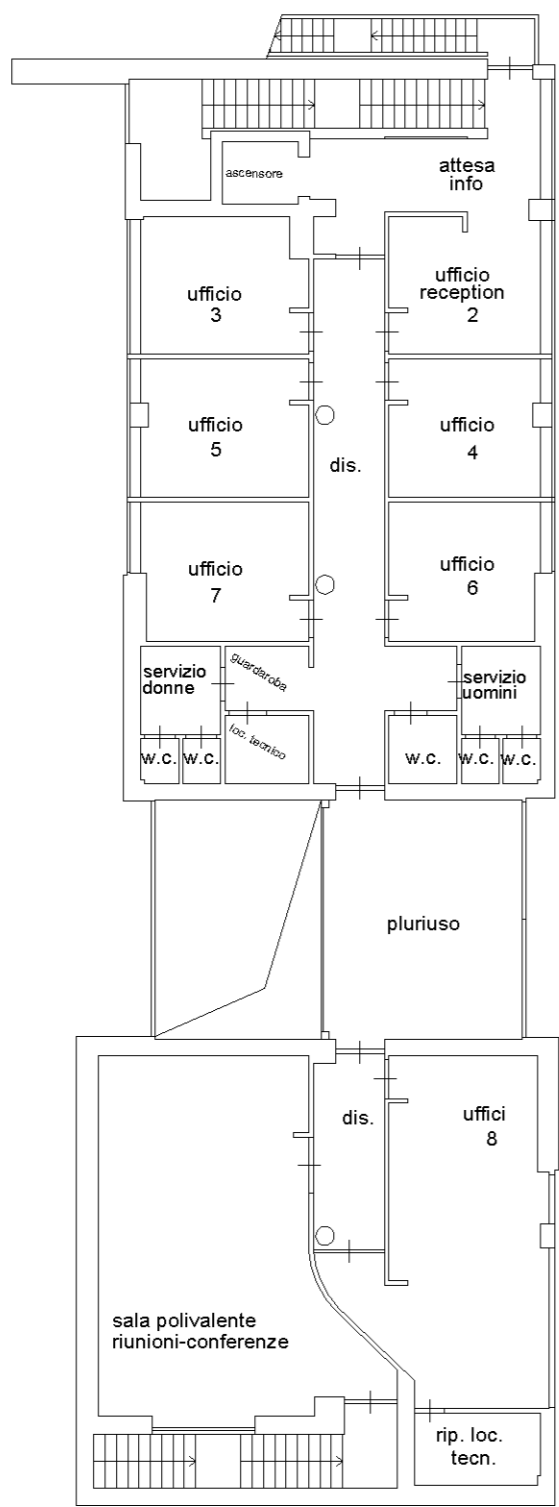 ascensore
attesa
info
ufficio
3
ufficio
reception
2
ufficio
5
ufficio
4
dis.
ufficio
7
ufficio
6
servizio
donne
guardaroba
servizio
uomini
loc. tecnico
w.c.
w.c.
w.c.
w.c.
w.c.
pluriuso
dis.
uffici
8
sala polivalente
riunioni-conferenze
rip. loc.
tecn.